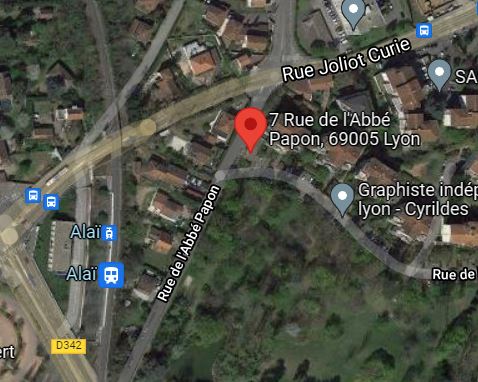 Rue Joliot Curie
SA
7 Rue de l'Abbé
Papon, 69005 Lyon
Graphiste indép
lyon - Cyrildes
Rue de l'Abbé Papon
Alaï
Alaï
Rue de
D342
ert